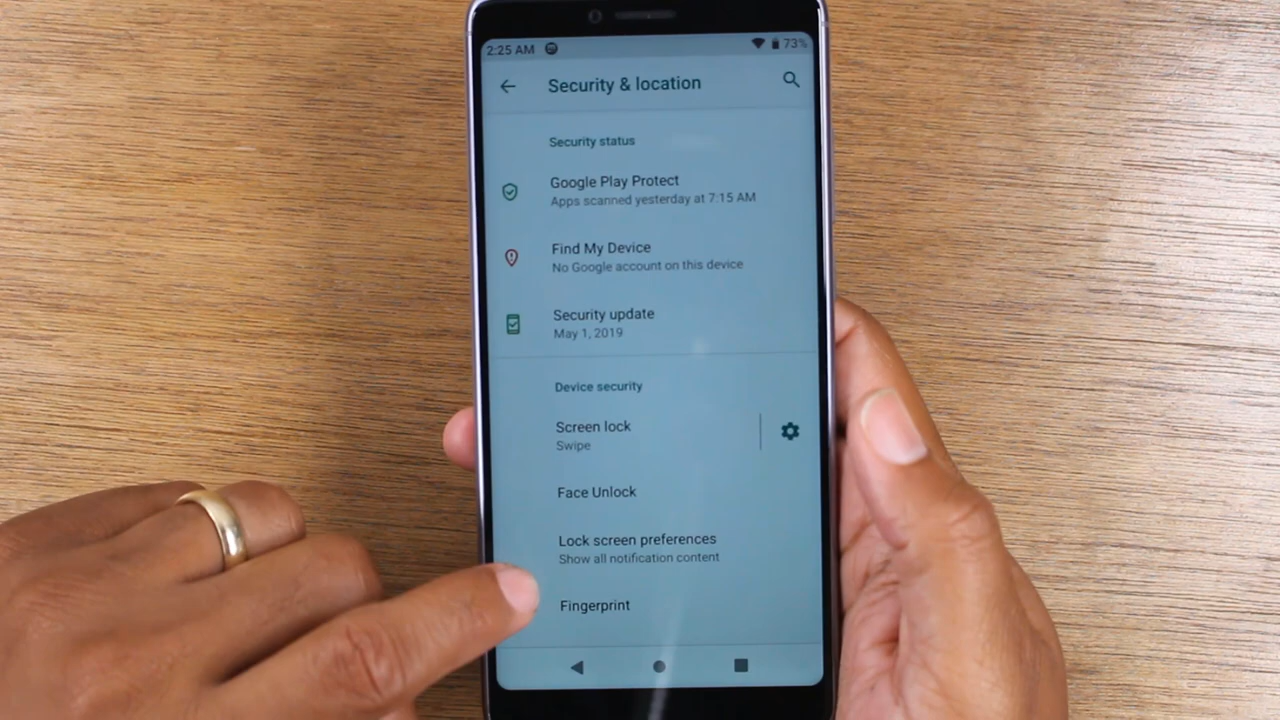 2:25 AM 73%
Security & location
Security status
Google Play Protect
Apps scanned yesterday at 7:15 AM
Find My Device
No Google account on this device
Security update
May 1, 2019
Device security
Screen lock
Swipe
Face Unlock
Lock screen preferences
Show all notification content
Fingerprint